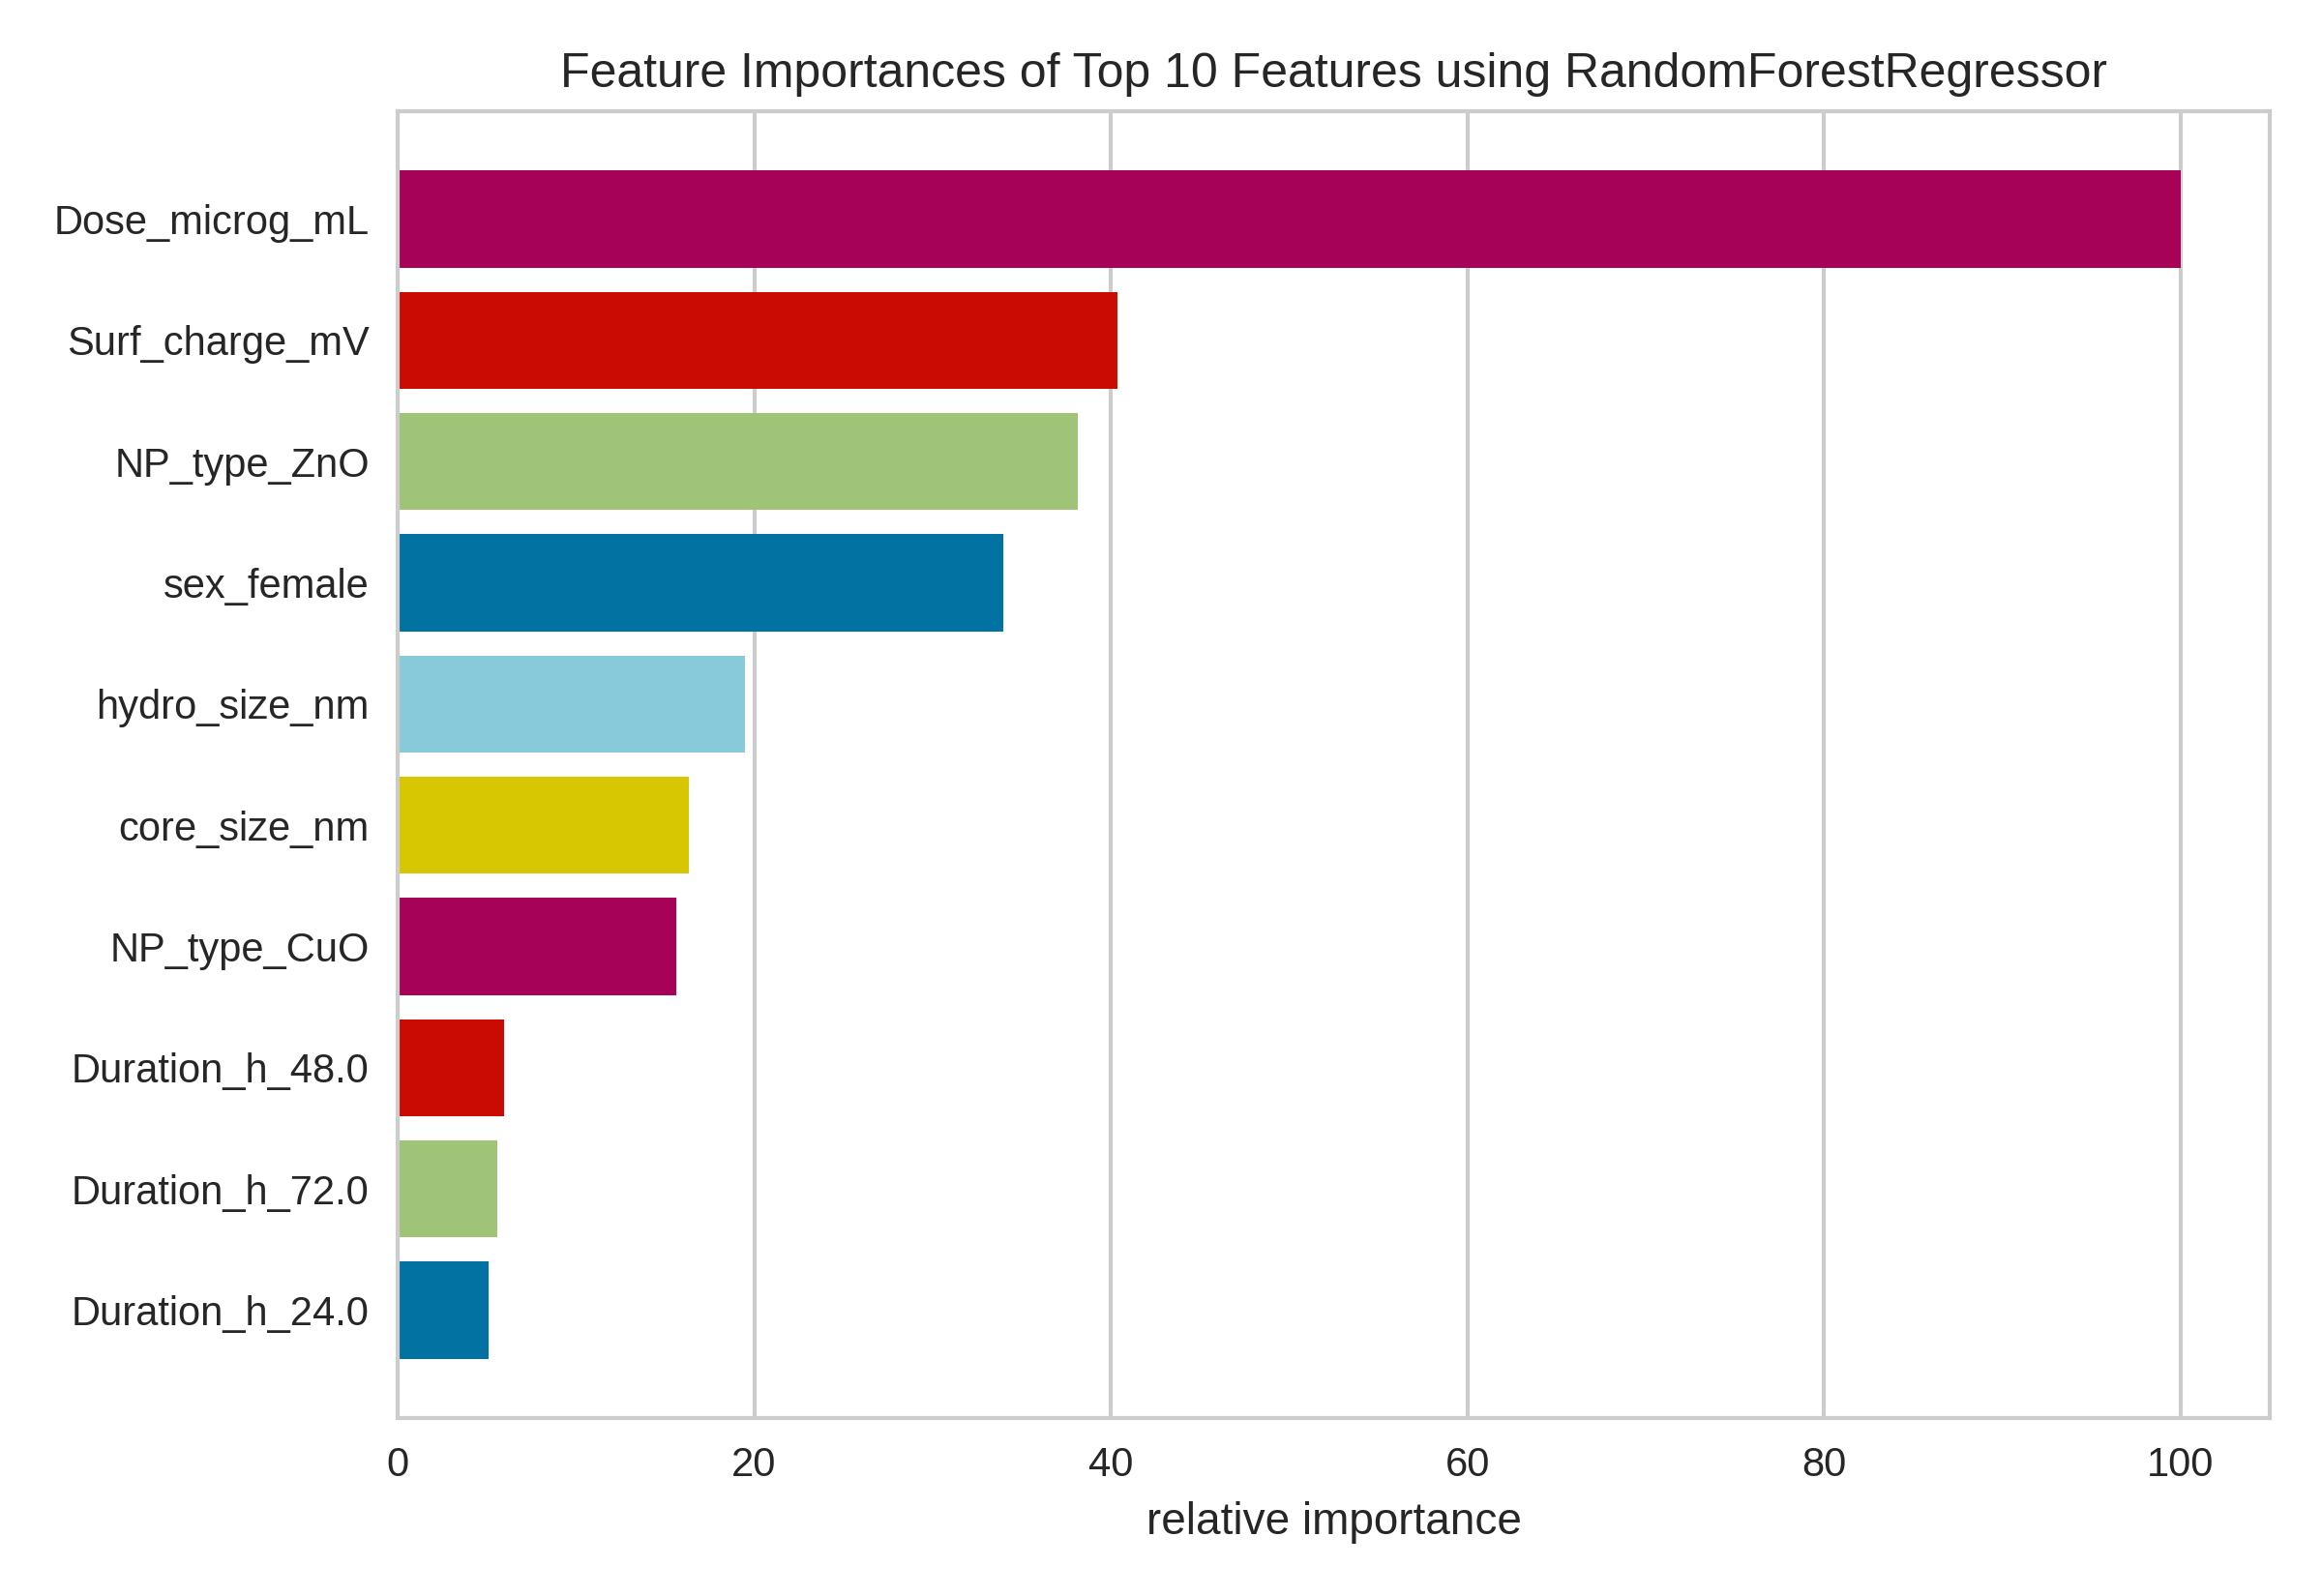 Feature Importances of Top 10 Features using RandomForestRegressor
Dose_microg_mL
Surf_charge_mV
NP_type_ZnO
sex_female
hydro_size_nm
core_size_nm
NP_type_CuO
Duration_h_48.0
Duration_h_72.0
Duration_h_24.0
0 20 40 60 80 100
relative importance